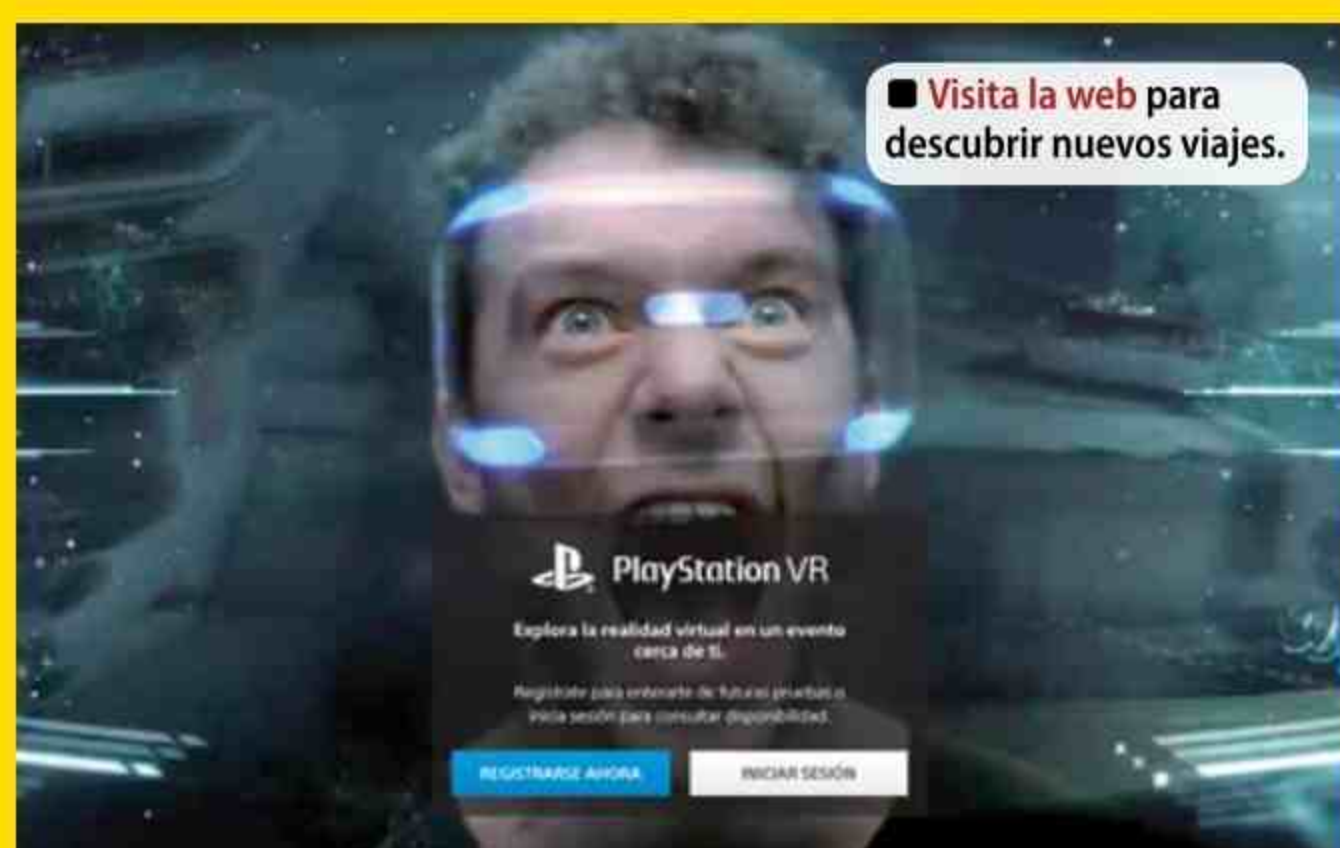 ■ Visita la web para
descubrir nuevos viajes.
PlayStation VR
Explora la realidad virtual en un evento
cerca de ti.
Regístrate para enterarte de futuras pruebas o
inicia sesión para consultar disponibilidad.
REGISTRARSE AHORA
INICIAR SESIÓN